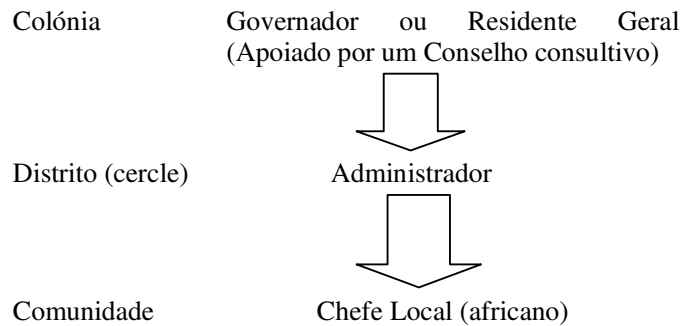 Colónia Governador ou Residente Geral
(Apoiado por um Conselho consultivo)
Distrito (cercle) Administrador
Comunidade Chefe Local (africano)